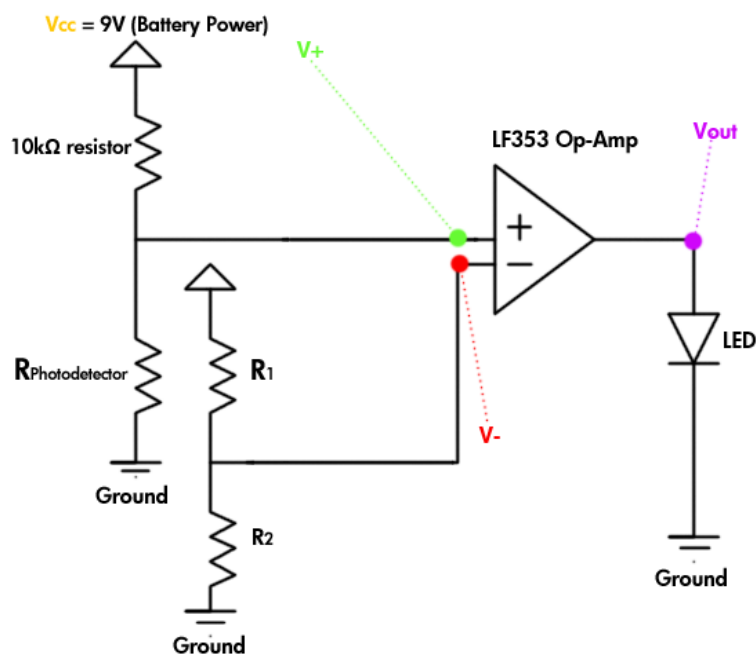 Vcc = 9V (Battery Power)
V+
10kΩ resistor
LF353 Op-Amp
Vout
+
−
RPhotodetector
R1
LED
V-
Ground
R2
Ground
Ground